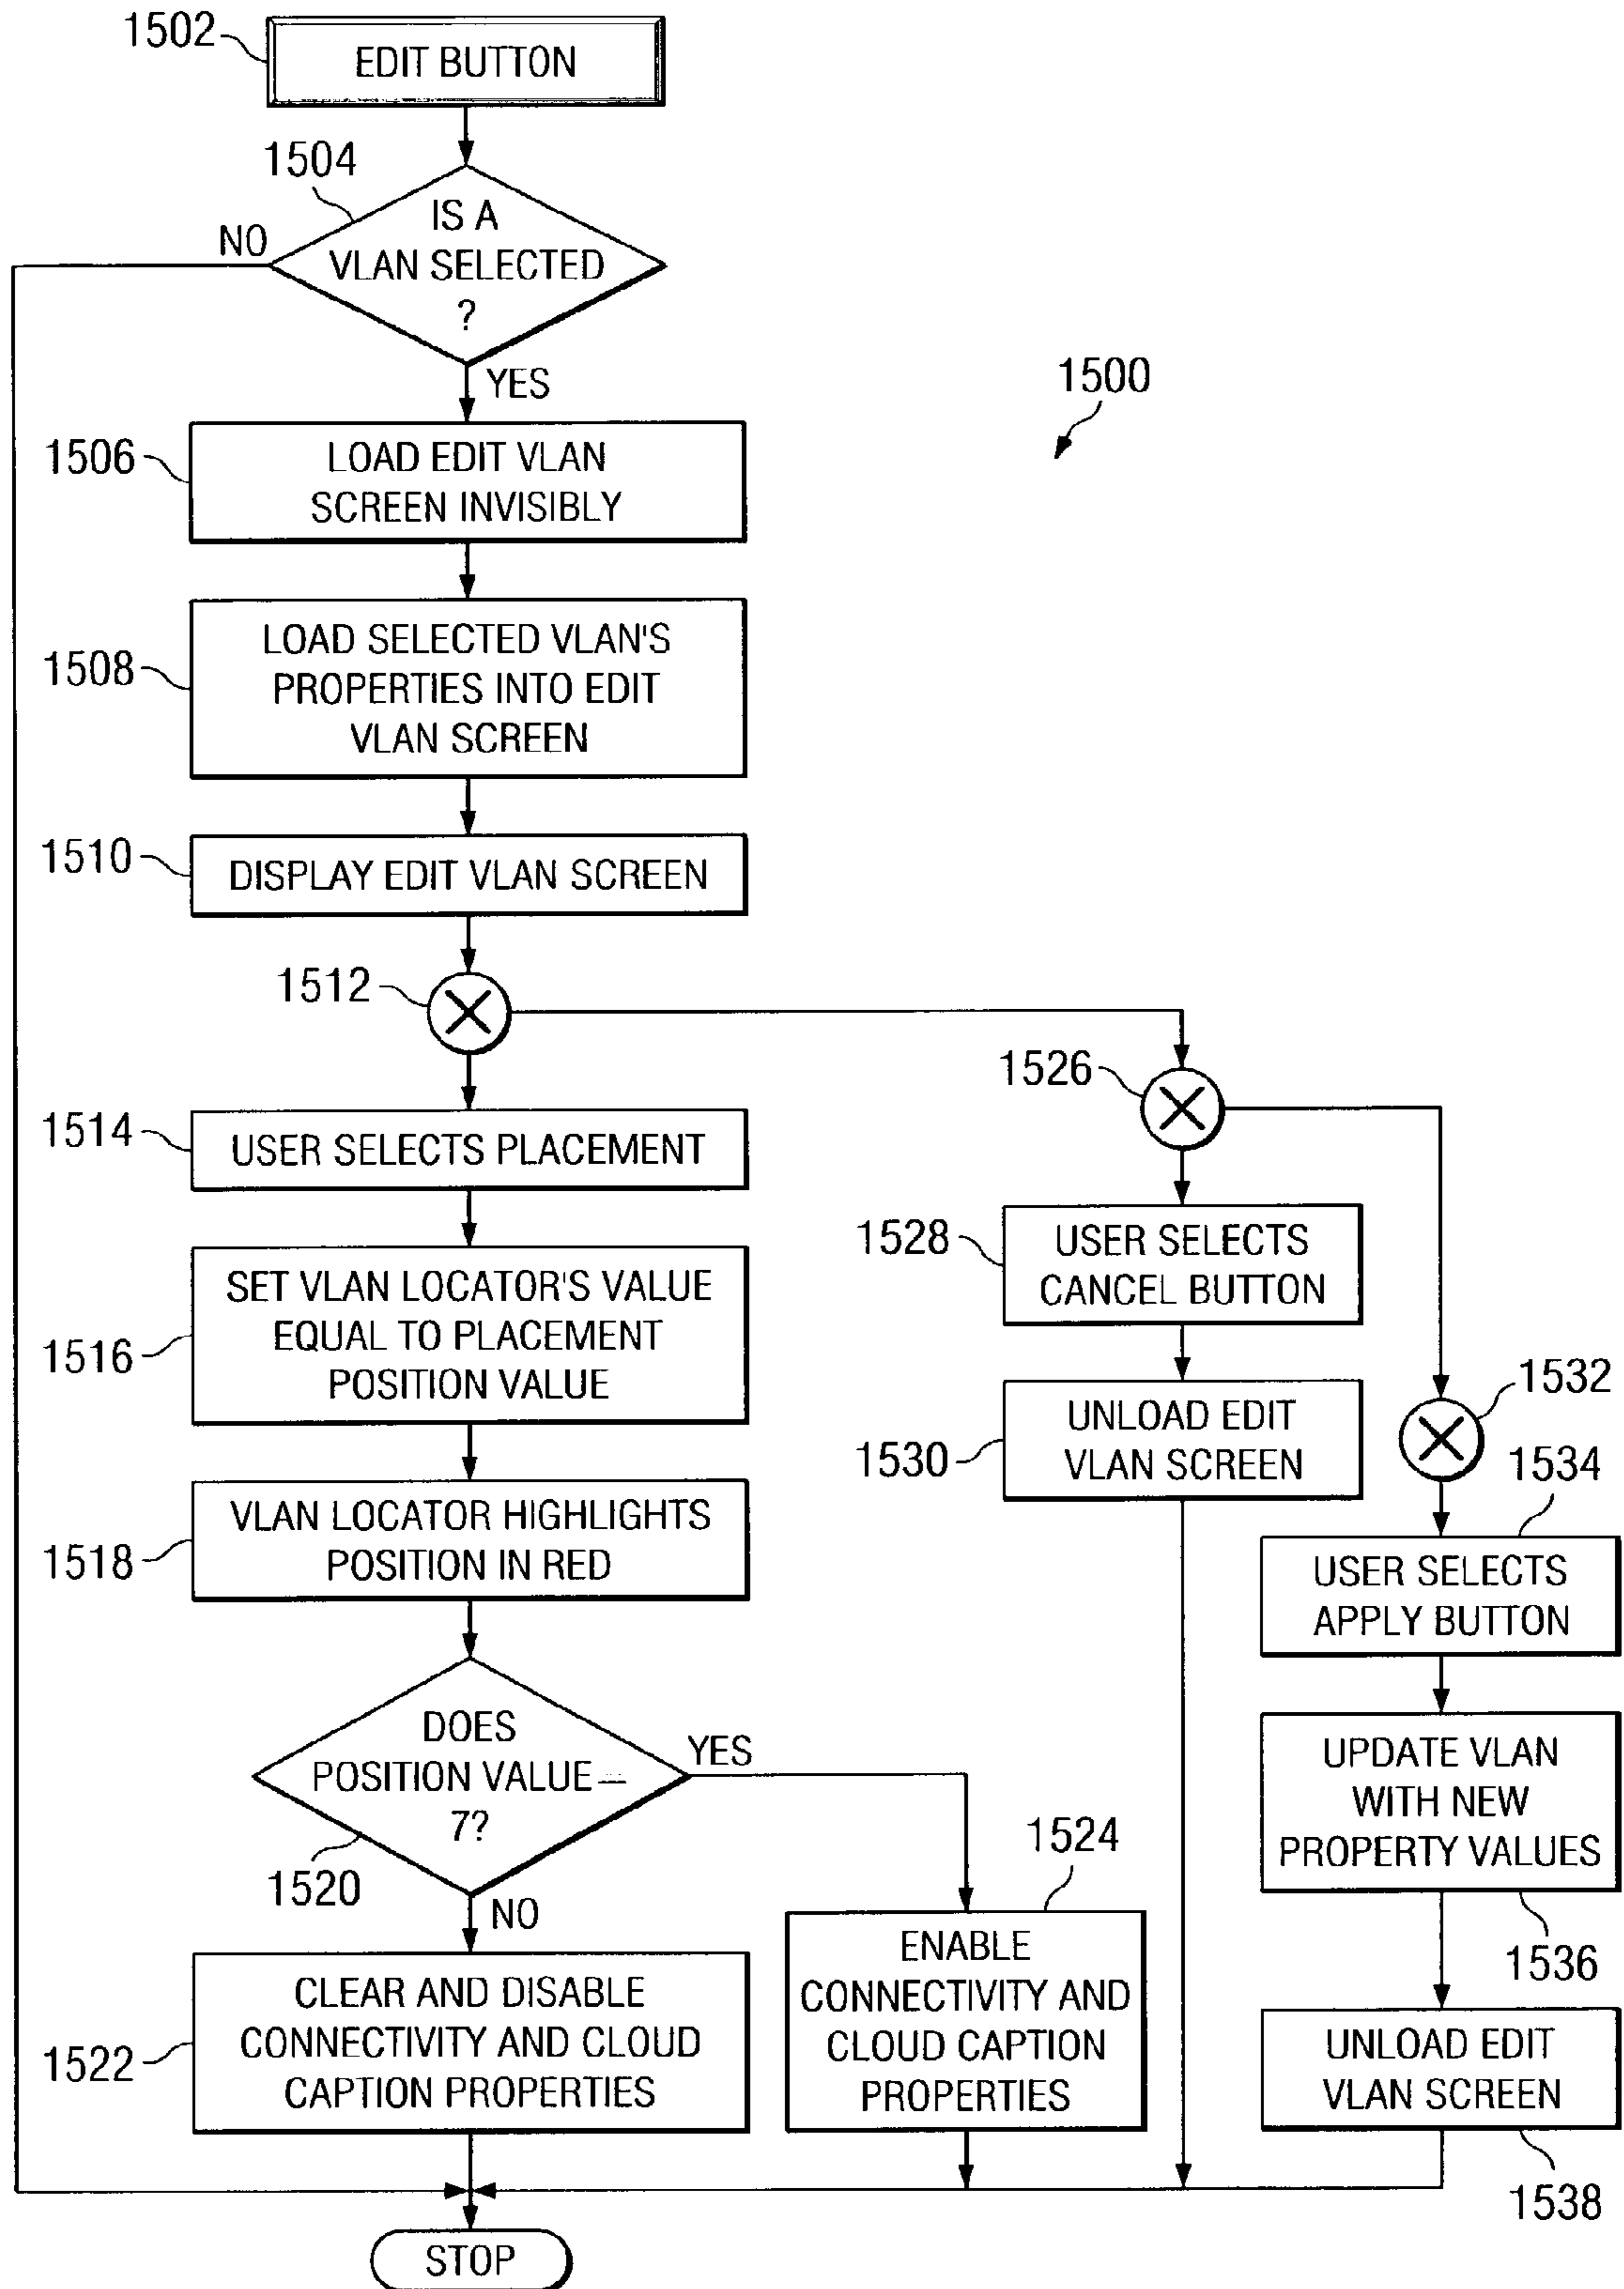 1502
EDIT BUTTON
1504
IS A
VLAN SELECTED
?
NO
YES
1500
1506
LOAD EDIT VLAN
SCREEN INVISIBLY
1508
LOAD SELECTED VLAN'S
PROPERTIES INTO EDIT
VLAN SCREEN
1510
DISPLAY EDIT VLAN SCREEN
1512
1514
USER SELECTS PLACEMENT
1516
SET VLAN LOCATOR'S VALUE
EQUAL TO PLACEMENT
POSITION VALUE
1518
VLAN LOCATOR HIGHLIGHTS
POSITION IN RED
DOES
POSITION VALUE =
7?
1520
YES
NO
1522
CLEAR AND DISABLE
CONNECTIVITY AND CLOUD
CAPTION PROPERTIES
1524
ENABLE
CONNECTIVITY AND
CLOUD CAPTION
PROPERTIES
1526
1528
USER SELECTS
CANCEL BUTTON
1530
UNLOAD EDIT
VLAN SCREEN
1532
1534
USER SELECTS
APPLY BUTTON
UPDATE VLAN
WITH NEW
PROPERTY VALUES
1536
UNLOAD EDIT
VLAN SCREEN
1538
STOP